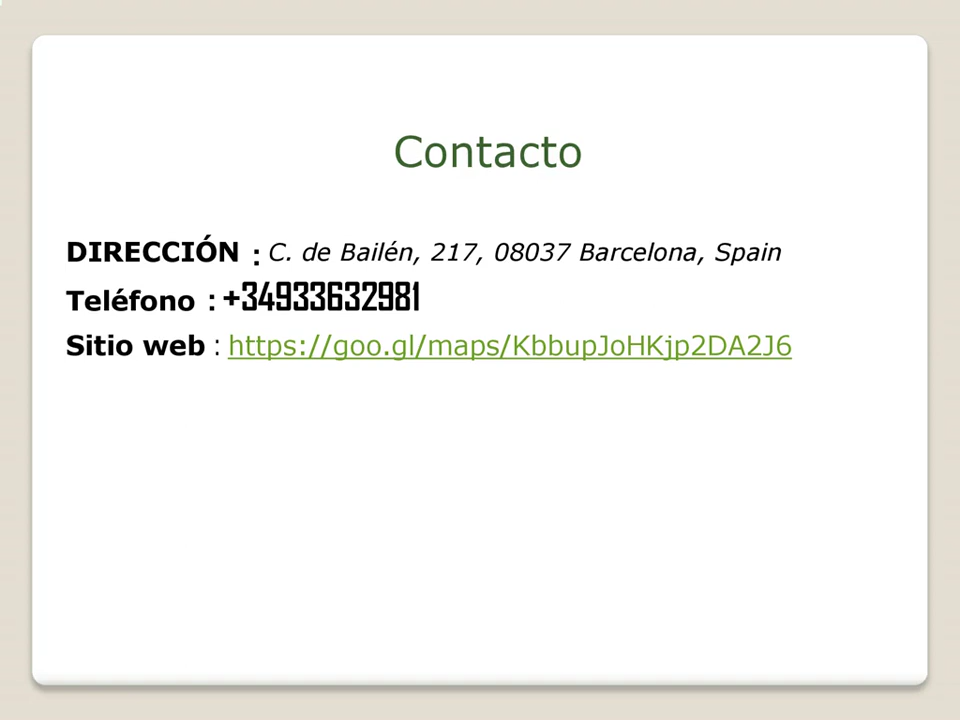 Contacto
DIRECCIÓN : C. de Bailén, 217, 08037 Barcelona, Spain
Teléfono : +34933632981
Sitio web : https://goo.gl/maps/KbbupJoHKjp2DA2J6